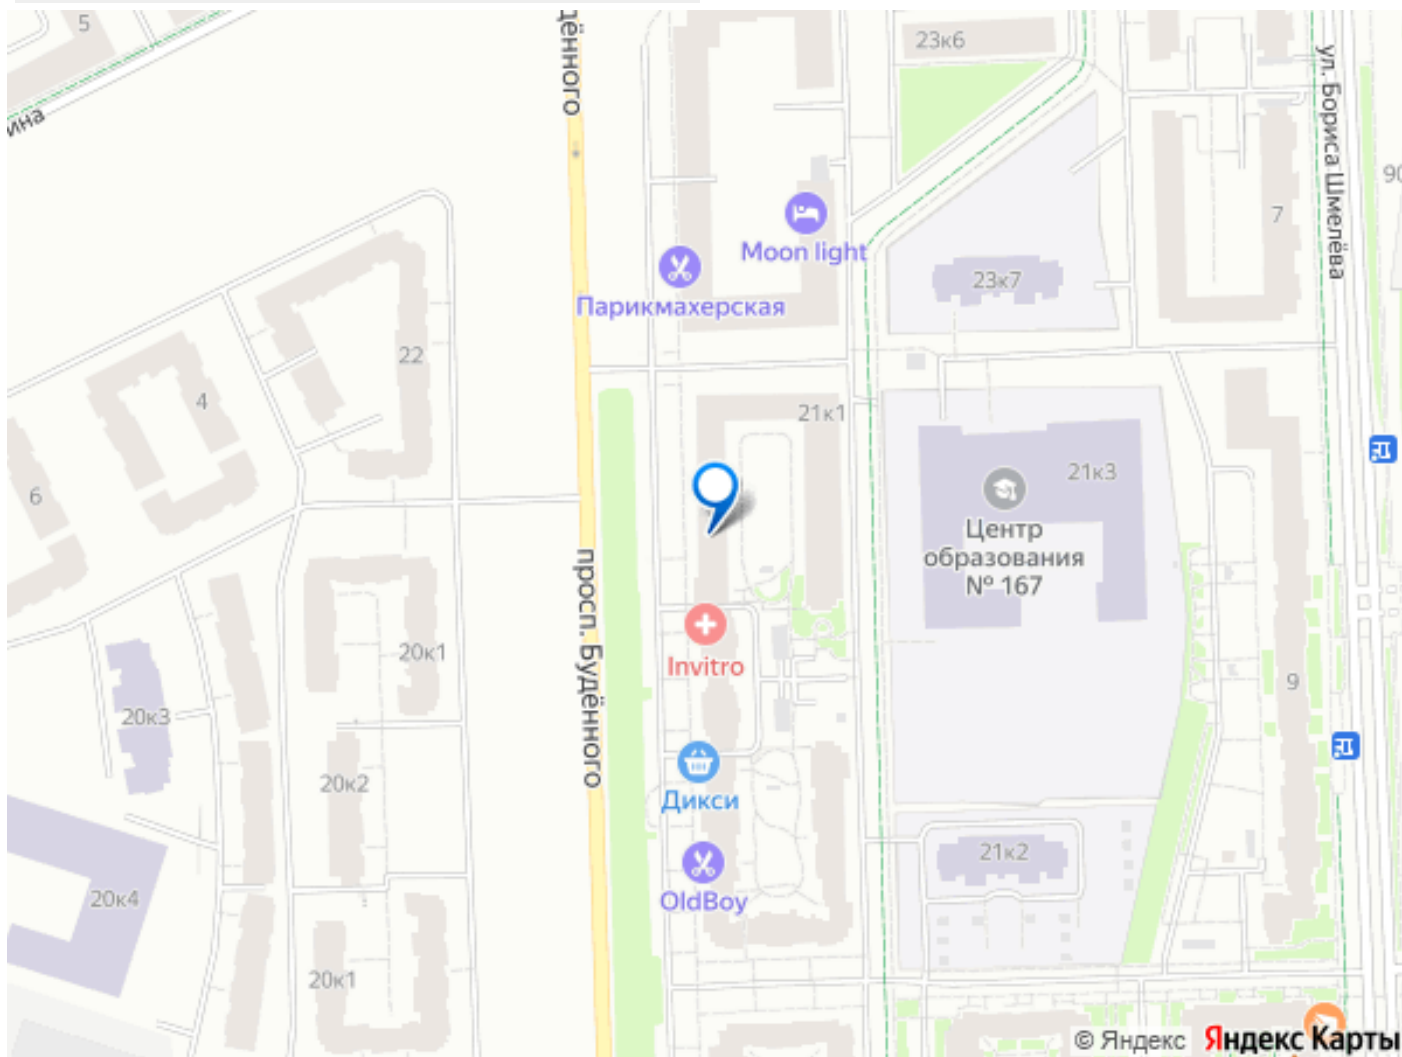 5
ина
дённого
23к6
ул. Бориса Шмелёва
90
7
Moon light
23к7
Парикмахерская
22
4
21к1
6
21к3
Центр
образования
№ 167
просп. Будённого
Invitro
20к1
9
20к3
20к2
Дикси
21к2
20к4
OldBoy
20к1
© Яндекс Яндекс Карты